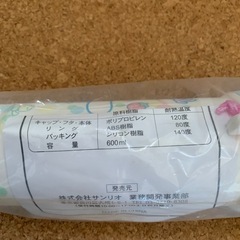 原料樹脂 耐熱温度
キャップ・フタ・本体 ポリプロピレン 120度
リング ABS樹脂 80度
パッキング シリコン樹脂 140度
容量 600ml
発売元
株式会社サンリオ